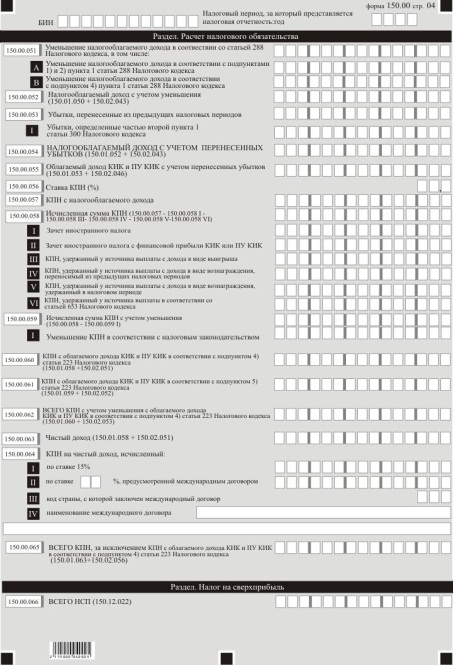 форма 150.00 стр. 04
БИН
Налоговый период, за который представляется
налоговая отчетность:год
Раздел. Расчет налогового обязательства
150.00.051 Уменьшение налогооблагаемого дохода в соответствии со статьей 288
Налогового кодекса, в том числе:
A Уменьшение налогооблагаемого дохода в соответствии с подпунктами
1) и 2) пункта 1 статьи 288 Налогового кодекса
B Уменьшение налогооблагаемого дохода в соответствии
с подпунктом 4) пункта 1 статьи 288 Налогового кодекса
150.00.052 Налогооблагаемый доход с учетом уменьшения
(150.01.050 + 150.02.043)
150.00.053 Убытки, перенесенные из предыдущих налоговых периодов
I Убытки, определенные частью второй пункта 1
статьи 300 Налогового кодекса
150.00.054 НАЛОГООБЛАГАЕМЫЙ ДОХОД С УЧЕТОМ ПЕРЕНЕСЕННЫХ
УБЫТКОВ (150.01.052 + 150.02.043)
150.00.055 Облагаемый доход КИК и ПУ КИК с учетом перенесенных убытков
(150.01.053 + 150.02.046)
150.00.056 Ставка КПН (%)
150.00.057 КПН с налогооблагаемого дохода
150.00.058 Исчисленная сумма КПН (150.00.057 - 150.00.058 I -
150.00.058 III- 150.00.058 IV - 150.00.058 V-150.00.058 VI)
I Зачет иностранного налога
II Зачет иностранного налога с финансовой прибыли КИК или ПУ КИК
III КПН, удержанный у источника выплаты с дохода в виде выигрыша
IV КПН, удержанный у источника выплаты с дохода в виде вознаграждения,
переносимый из предыдущих налоговых периодов
V КПН, удержанный у источника выплаты с дохода в виде вознаграждения,
удержанный в налоговом периоде
VI КПН, удержанный у источника выплаты в соответствии со
статьей 653 Налогового кодекса
150.00.059 Исчисленная сумма КПН с учетом уменьшения
(150.00.058 - 150.00.059 I)
I Уменьшение КПН в соответствии с налоговым законодательством
150.00.060 КПН с облагаемого дохода КИК и ПУ КИК в соответствии с подпунктом 4)
статьи 223 Налогового кодекса
(150.01.058 +150.02.051)
150.00.061 КПН с облагаемого дохода КИК и ПУ КИК в соответствии с подпунктом 5)
статьи 223 Налогового кодекса
(150.01.059 + 150.02.052)
150.00.062 ВСЕГО КПН с учетом уменьшения с облагаемого дохода
КИК и ПУ КИК в соответствии с подпунктом 4) статьи 223 Налогового кодекса
(150.01.060 + 150.02.053)
150.00.063 Чистый доход (150.01.058 + 150.02.051)
150.00.064 КПН на чистый доход, исчисленный:
I по ставке 15%
II по ставке %, предусмотренной международным договором
III код страны, с которой заключен международный договор
IV наименование международного договора
150.00.065 ВСЕГО КПН, за исключением КПН с облагаемого дохода КИК и ПУ КИК
в соответствии с подпунктом 4) статьи 223 Налогового кодекса
(150.01.063+150.02.056)
Раздел. Налог на сверхприбыль
150.00.066 ВСЕГО НСП (150.12.022)